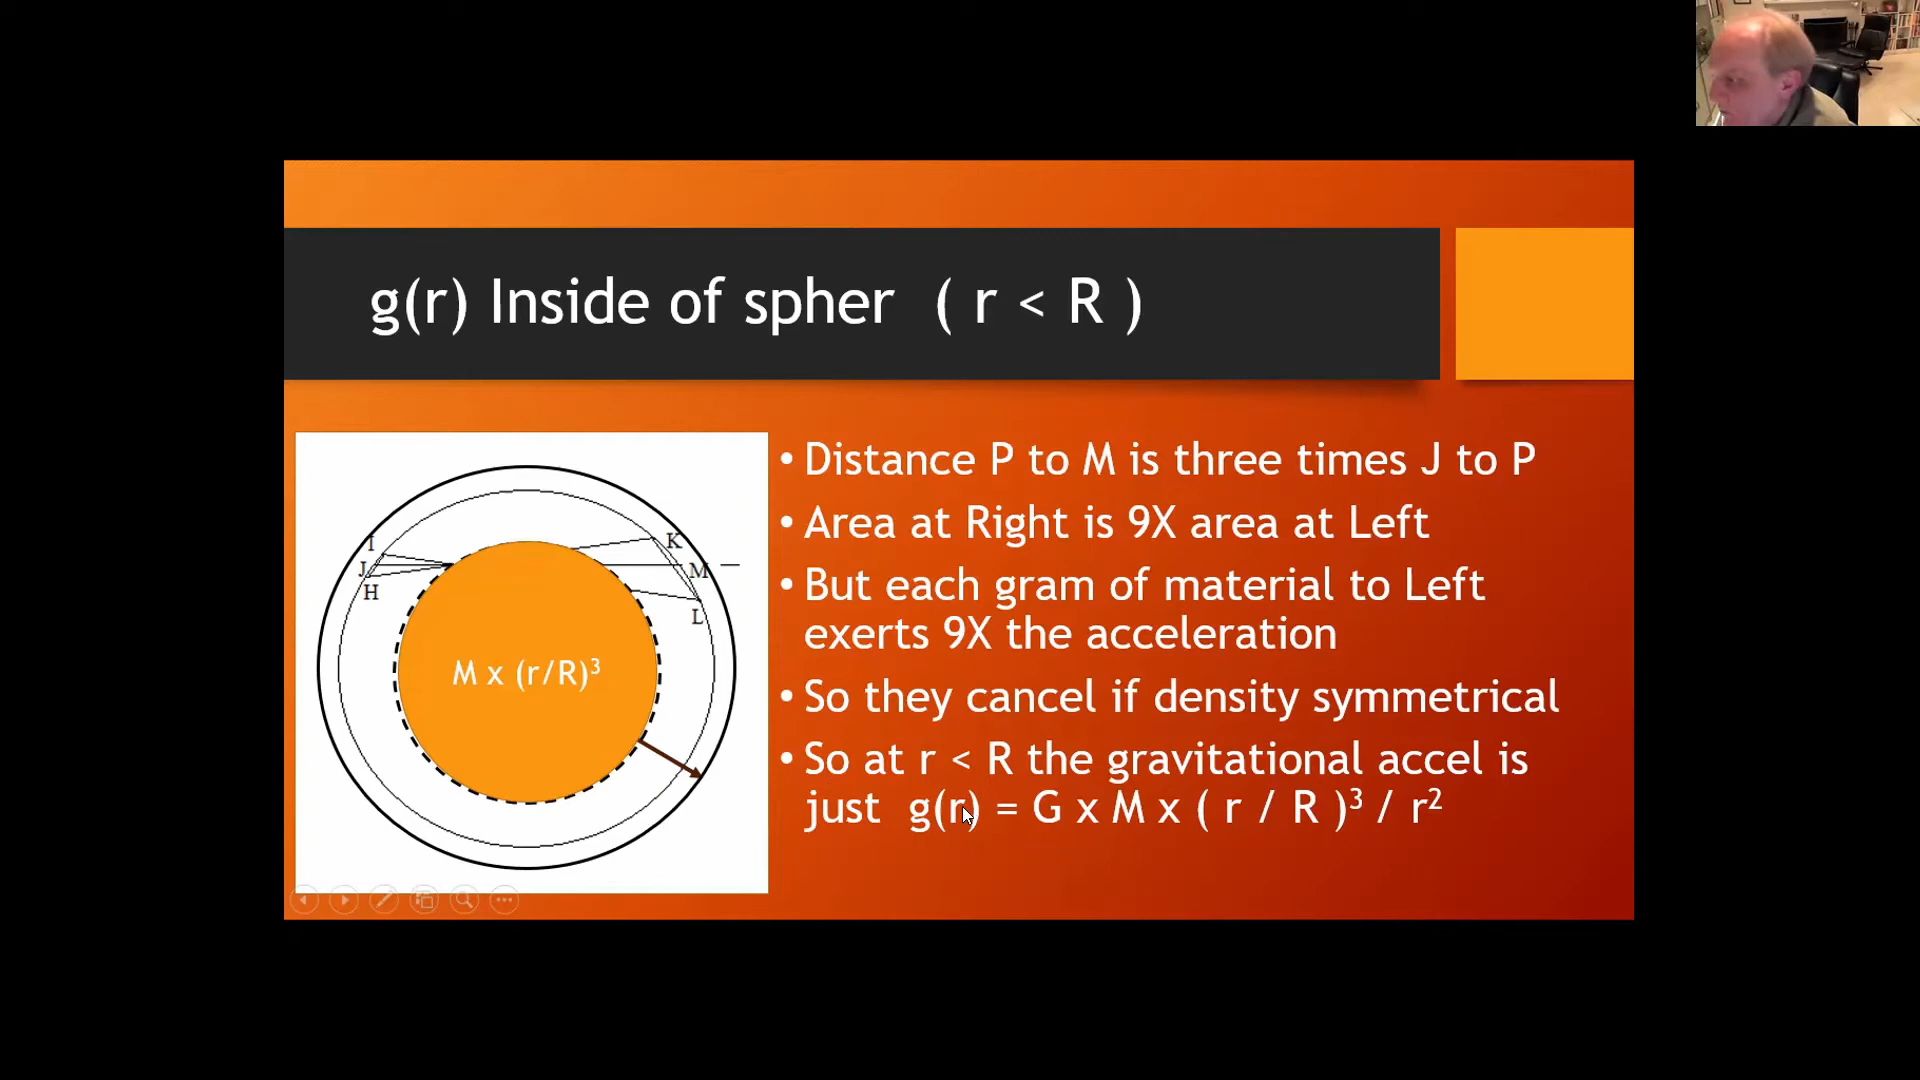 g(r) Inside of spher ( r < R )
I
J
H
K
M
L
M x (r/R)³
• Distance P to M is three times J to P
• Area at Right is 9X area at Left
• But each gram of material to Left
exerts 9X the acceleration
• So they cancel if density symmetrical
• So at r < R the gravitational accel is
just g(r) = G x M x ( r / R )³ / r²